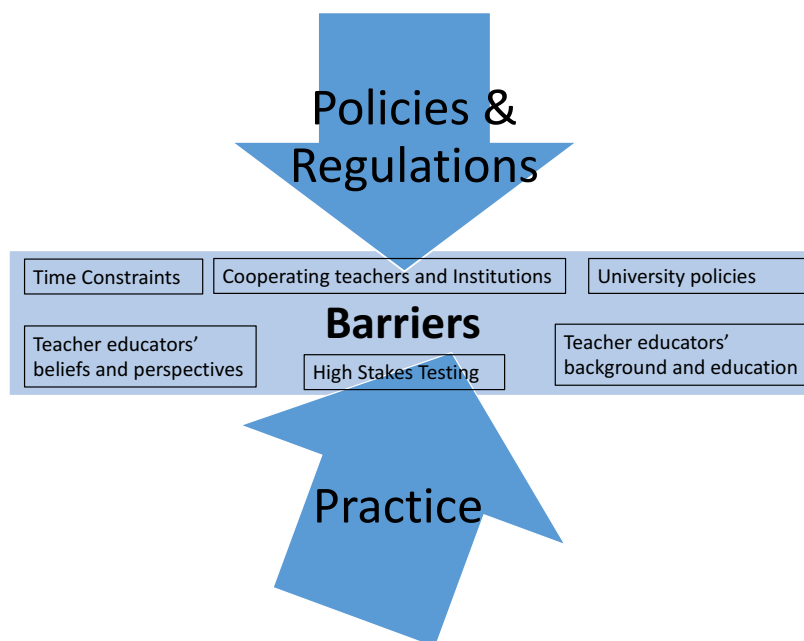 Policies &
Regulations
Time Constraints
Cooperating teachers and Institutions
University policies
Barriers
Teacher educators’
beliefs and perspectives
High Stakes Testing
Teacher educators’
background and education
Practice